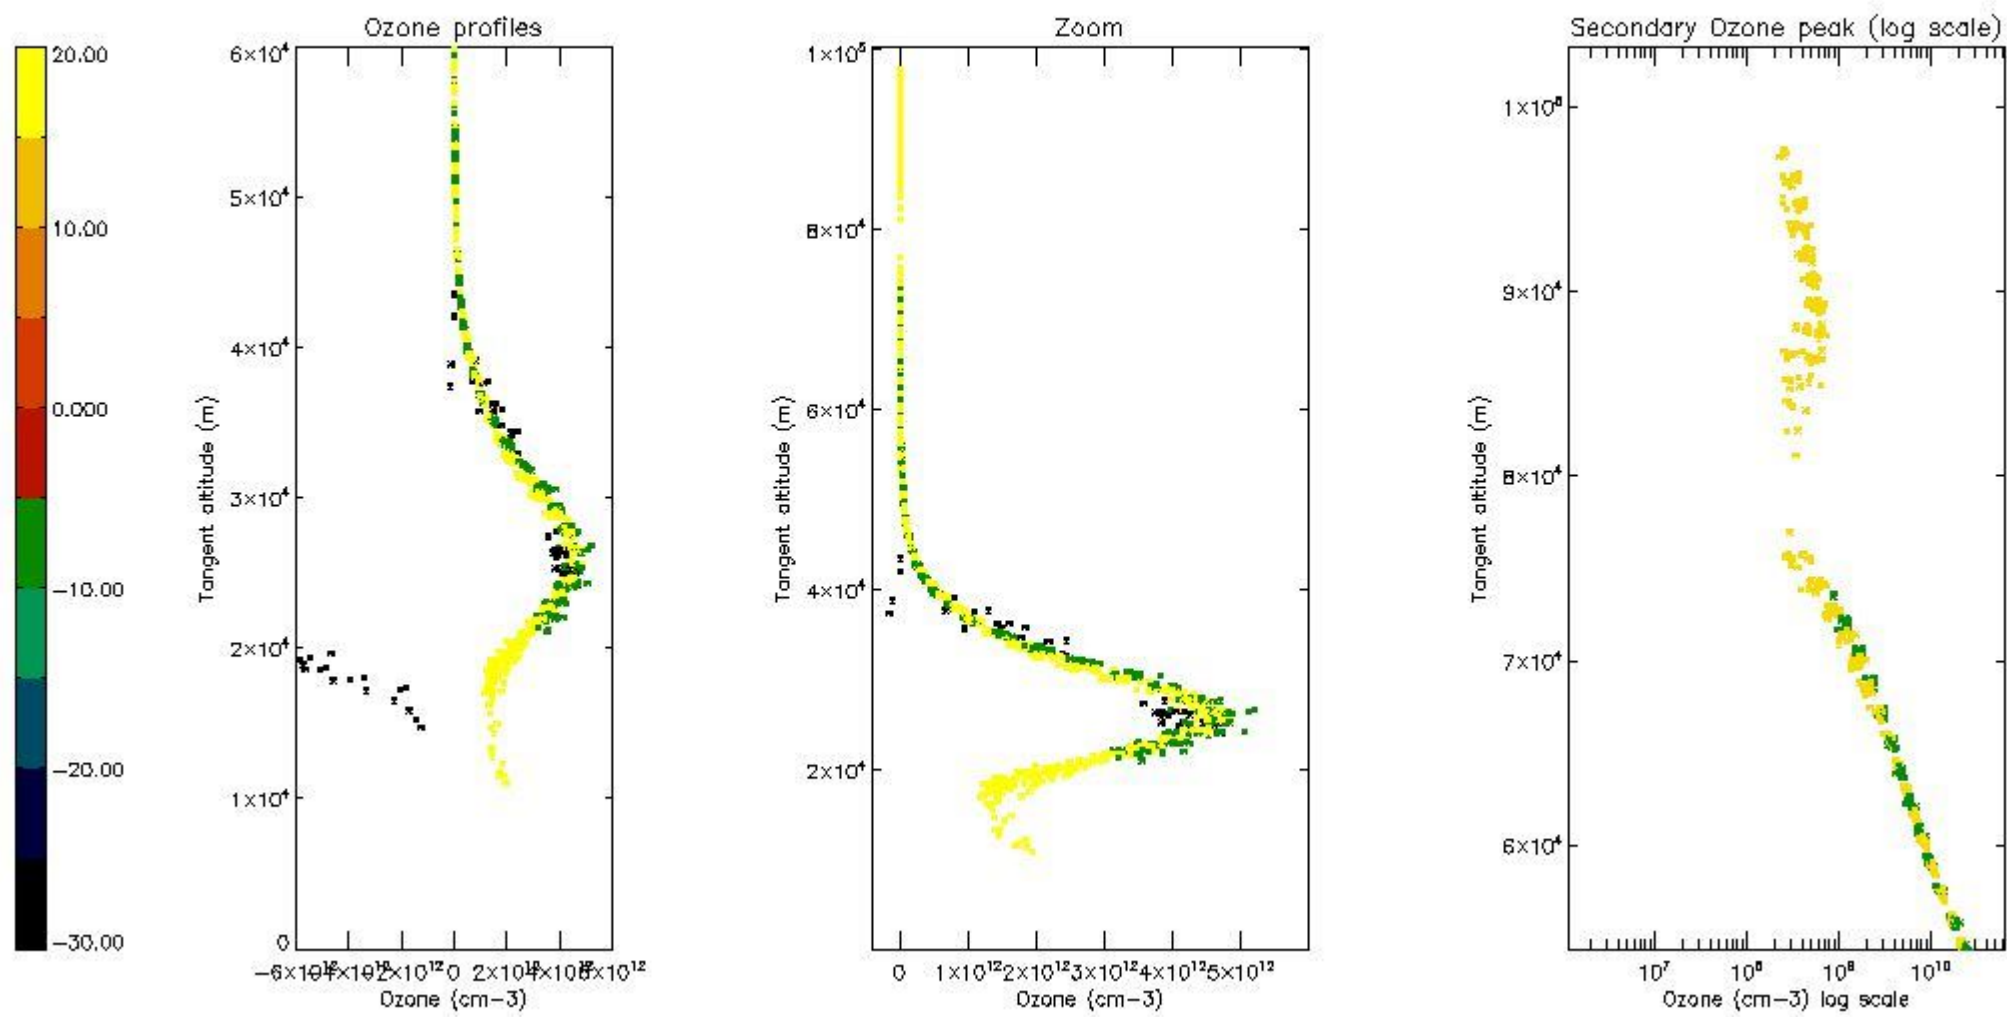 20.00
10.00
0.000
−10.00
−20.00
−30.00
Ozone profiles
6×10⁴
5×10⁴
4×10⁴
3×10⁴
2×10⁴
1×10⁴
0
Tangent altitude (m)
0
Ozone (cm−3)
Zoom
1×10⁵
8×10⁴
6×10⁴
4×10⁴
2×10⁴
Tangent altitude (m)
0 1×10¹² 2×10¹² 3×10¹² 4×10¹² 5×10¹²
Ozone (cm−3)
Secondary Ozone peak (log scale)
1×10⁵
9×10⁴
8×10⁴
7×10⁴
6×10⁴
Tangent altitude (m)
10⁷ 10⁸ 10⁹ 10¹⁰
Ozone (cm−3) log scale